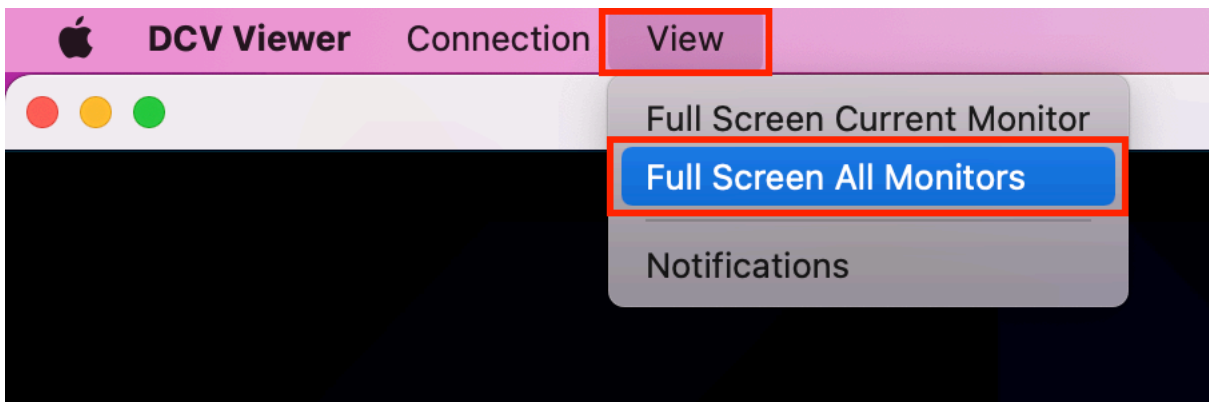 DCV Viewer Connection View
Full Screen Current Monitor
Full Screen All Monitors
Notifications